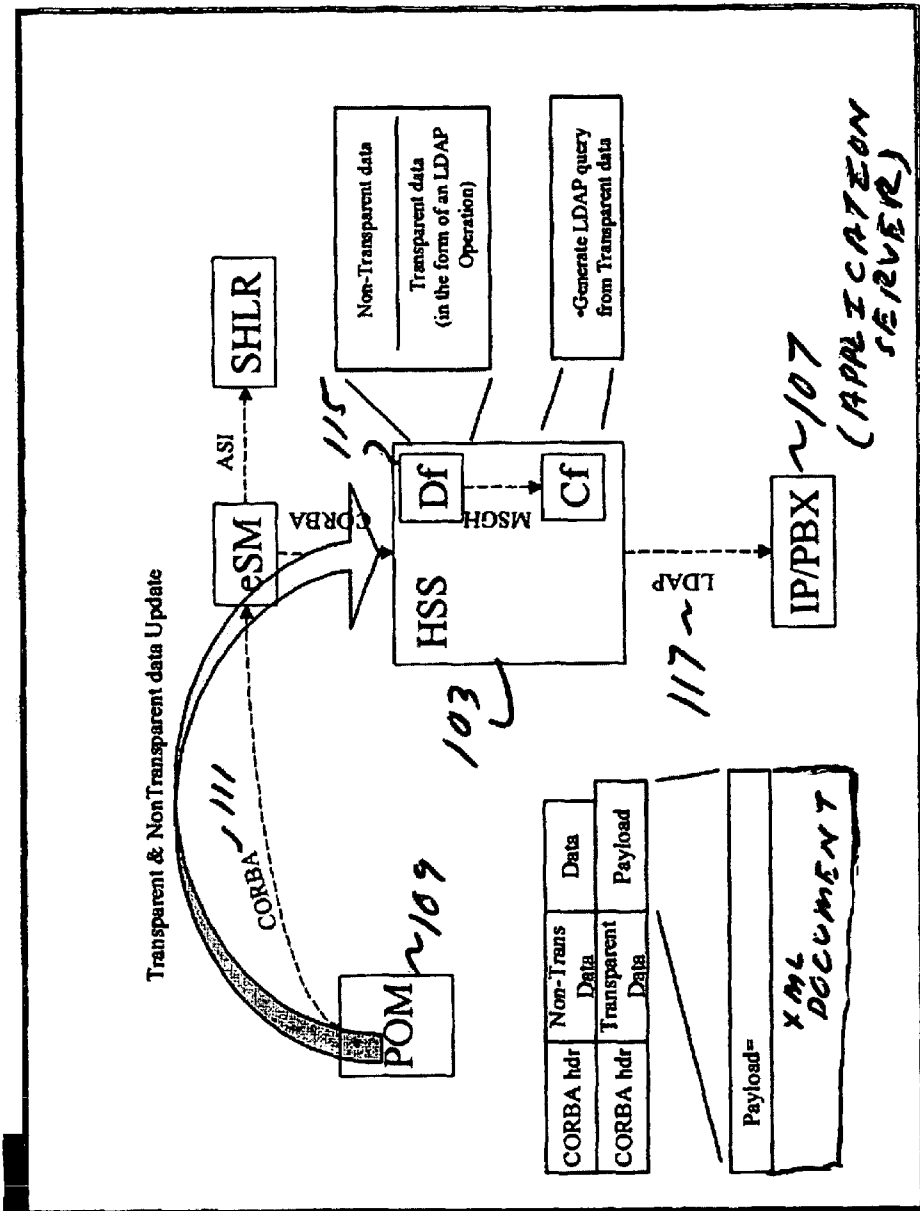 Transparent & NonTransparent data Update
POM
~109
CORBA
111
eSM
ASI
SHLR
CORBA
HSS
103
Df
115
MSGH
Cf
Non-Transparent data
Transparent data
(in the form of an LDAP
Operation)
•Generate LDAP query
from Transparent data
LDAP
117~
IP/PBX
~107
(APPLICATION
SERVER)
CORBA hdr
Non-Trans
Data
Data
CORBA hdr
Transparent
Data
Payload
Payload=
XML
DOCUMENT